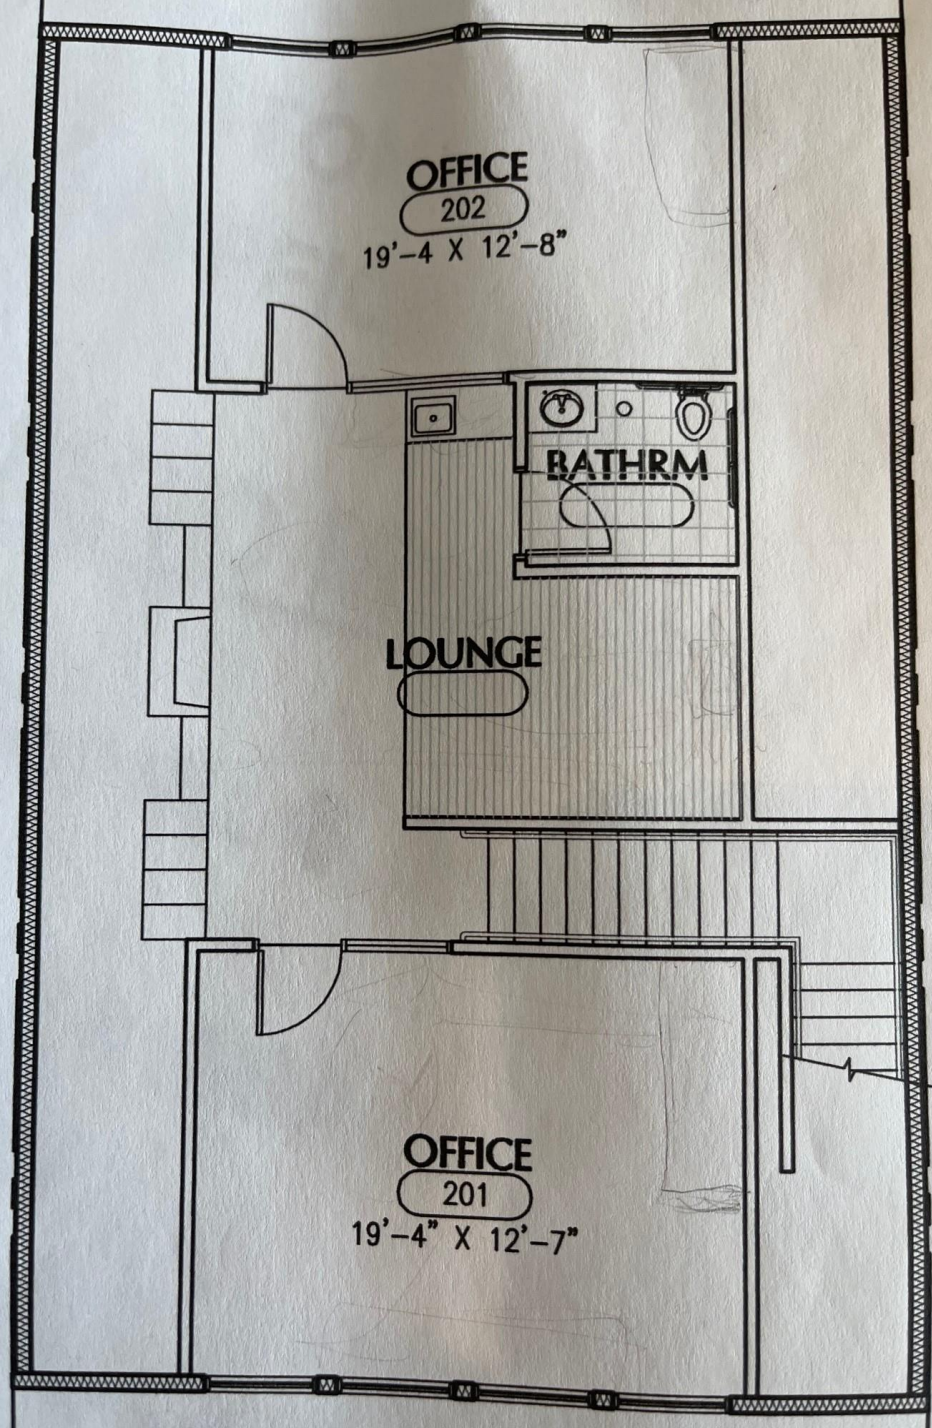 OFFICE
202
19'-4 X 12'-8"
BATHRM
LOUNGE
OFFICE
201
19'-4" X 12'-7"